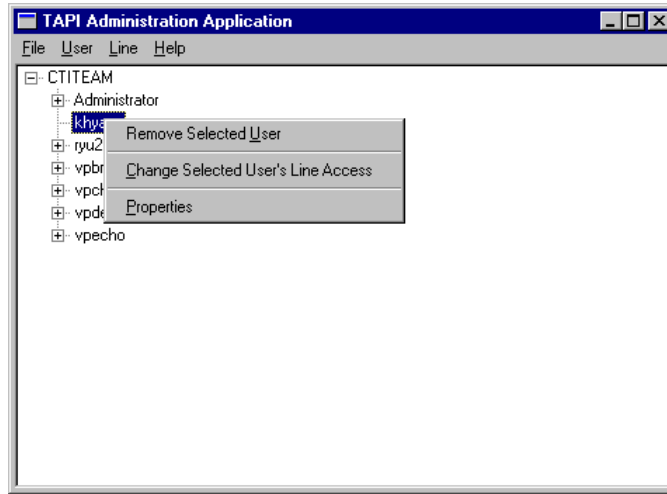 TAPI Administration Application
File User Line Help
CTITEAM
Administrator
Remove Selected User
Change Selected User's Line Access
Properties
vpecho